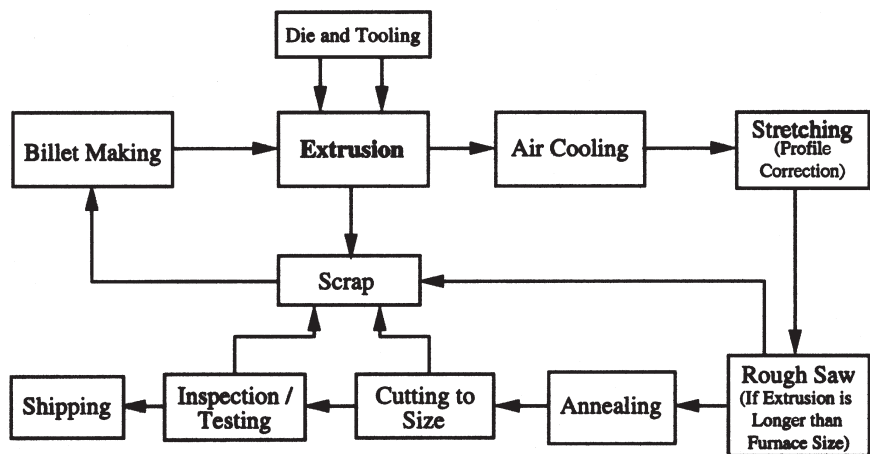 Die and Tooling
Billet Making
Extrusion
Air Cooling
Stretching
(Profile
Correction)
Scrap
Shipping
Inspection /
Testing
Cutting to
Size
Annealing
Rough Saw
(If Extrusion is
Longer than
Furnace Size)